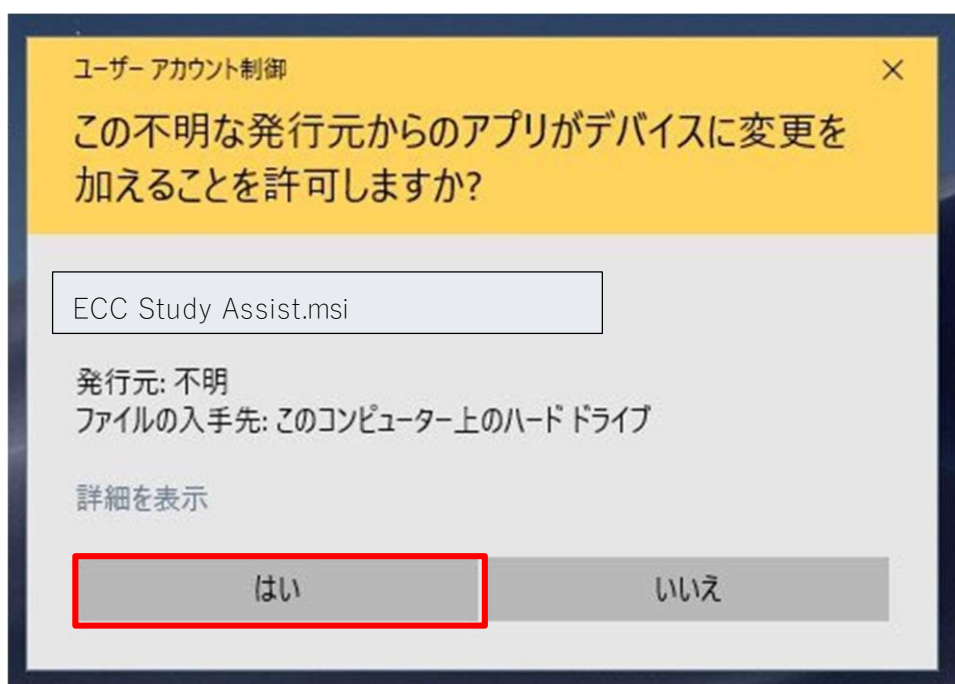 ユーザー アカウント制御
この不明な発行元からのアプリがデバイスに変更を
加えることを許可しますか?
ECC Study Assist.msi
発行元: 不明
ファイルの入手先: このコンピューター上のハード ドライブ
詳細を表示
はい
いいえ